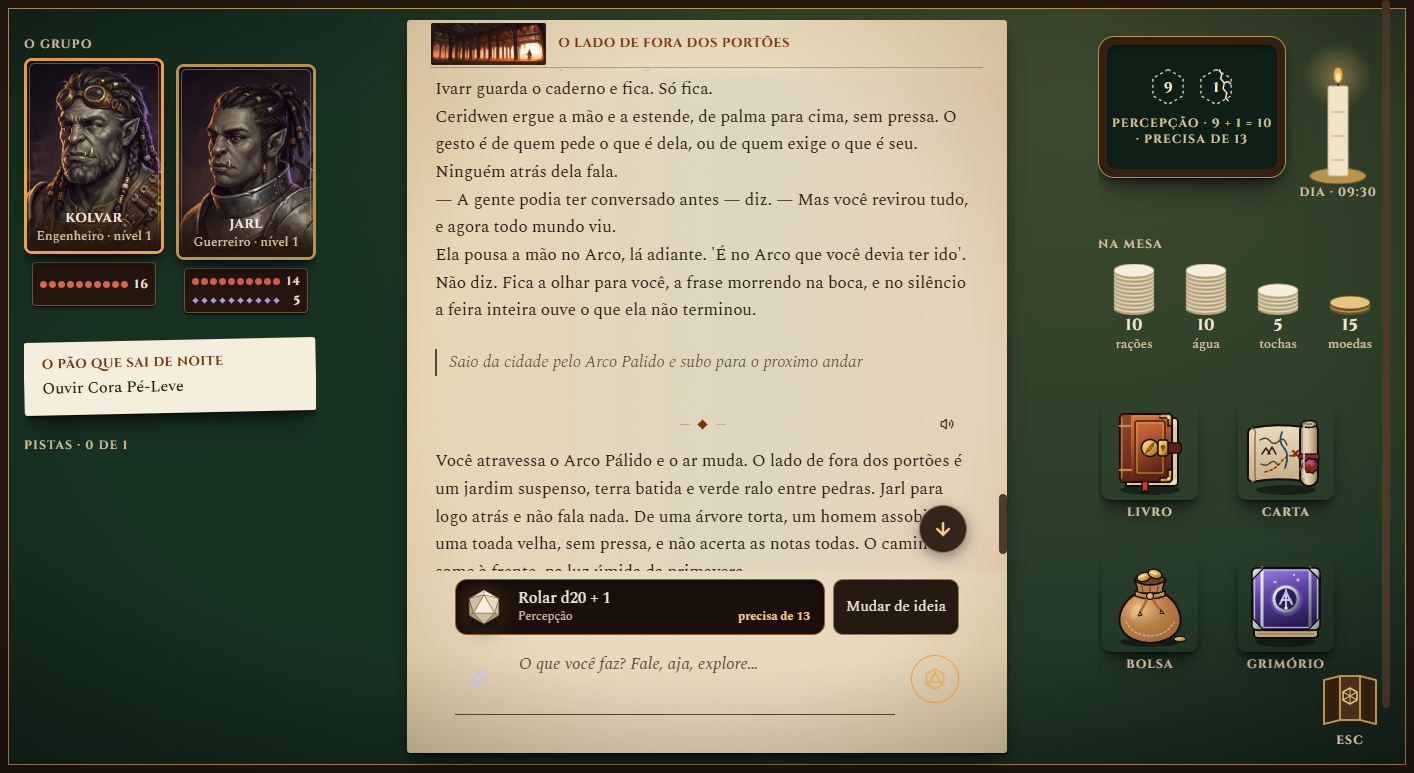 O GRUPO
KOLVAR
Engenheiro · nível 1
16
JARL
Guerreiro · nível 1
14
5
O PÃO QUE SAI DE NOITE
Ouvir Cora Pé-Leve
PISTAS · 0 DE 1
O LADO DE FORA DOS PORTÕES
Ivarr guarda o caderno e fica. Só fica.
Ceridwen ergue a mão e a estende, de palma para cima, sem pressa. O
gesto é de quem pede o que é dela, ou de quem exige o que é seu.
Ninguém atrás dela fala.
— A gente podia ter conversado antes — diz. — Mas você revirou tudo,
e agora todo mundo viu.
Ela pousa a mão no Arco, lá adiante. 'É no Arco que você devia ter ido'.
Não diz. Fica a olhar para você, a frase morrendo na boca, e no silêncio
a feira inteira ouve o que ela não terminou.
Saio da cidade pelo Arco Palido e subo para o proximo andar
Você atravessa o Arco Pálido e o ar muda. O lado de fora dos portões é
um jardim suspenso, terra batida e verde ralo entre pedras. Jarl para
logo atrás e não fala nada. De uma árvore torta, um homem assobi
uma toada velha, sem pressa, e não acerta as notas todas. O camin
some à frente, na luz úmida da primavera.
Rolar d20 + 1
Percepção
precisa de 13
Mudar de ideia
O que você faz? Fale, aja, explore...
9
1
PERCEPÇÃO · 9 + 1 = 10
· PRECISA DE 13
DIA · 09:30
NA MESA
10
rações
10
água
5
tochas
15
moedas
LIVRO
CARTA
BOLSA
GRIMÓRIO
ESC